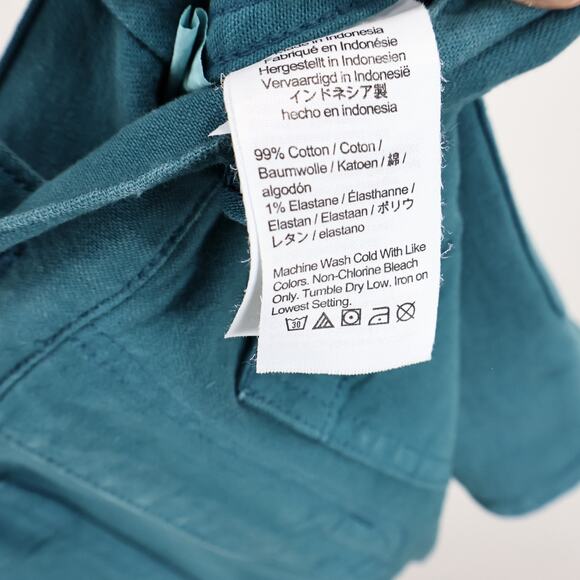 in Indonesia
Fabriqué en Indonésie
Hergestellt in Indonesien
Vervaardigd in Indonesië
インドネシア製
hecho en indonesia
99% Cotton / Coton /
Baumwolle / Katoen / 綿 /
algodón
1% Elastane / Élasthanne /
Elastan / Elastaan / ポリウ
レタン / elastano
Machine Wash Cold With Like
Colors. Non-Chlorine Bleach
Only. Tumble Dry Low. Iron on
Lowest Setting.
30